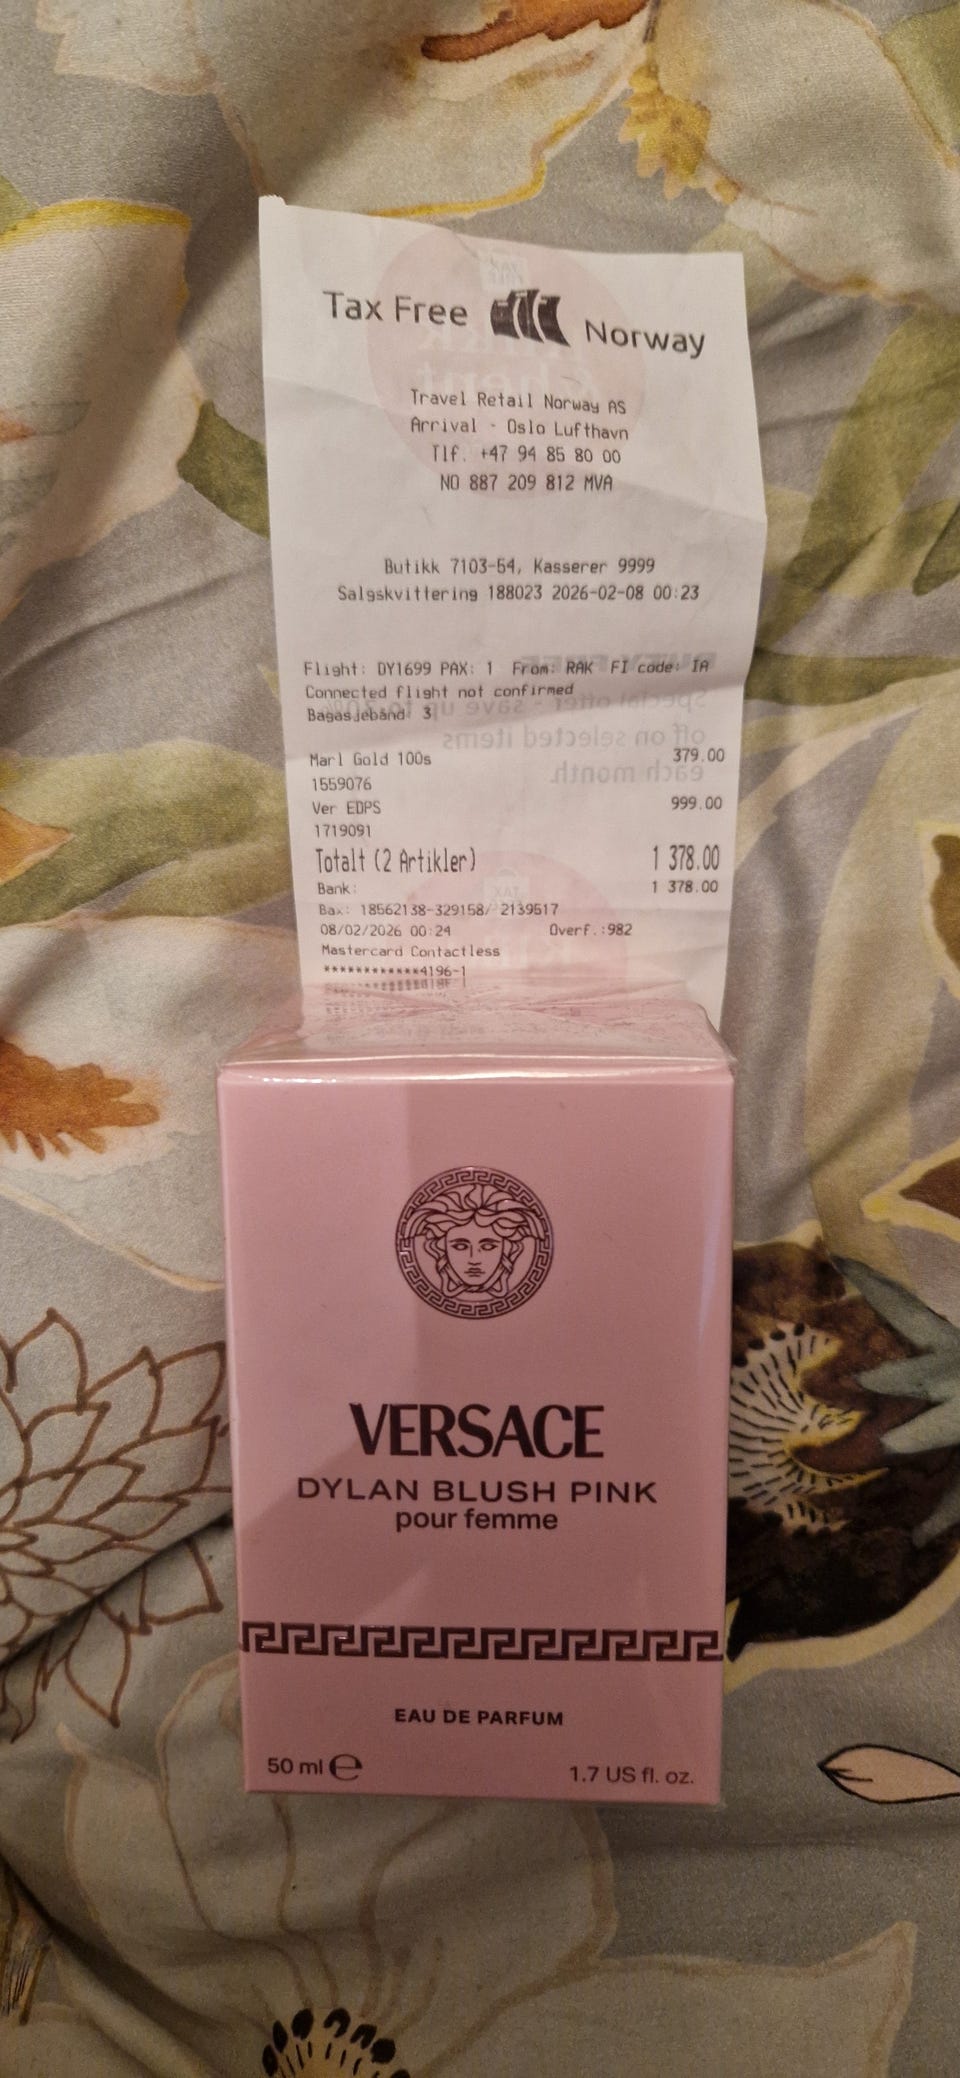 Tax Free Norway
Travel Retail Norway AS
Arrival - Oslo Lufthavn
Tlf. +47 94 85 80 00
NO 887 209 812 MVA
Butikk 7103-54, Kasserer 9999
Salgskvittering 188023 2026-02-08 00:23
Flight: DY1699 PAX: 1 From: RAK FI code: IA
Connected flight not confirmed
Bagasjebånd 3
Marl Gold 100s 379.00
1559076
Ver EDPS 999.00
1719091
Totalt (2 Artikler) 1 378.00
Bank: 1 378.00
Bax: 18562138-329158/ 2139517
08/02/2026 00:24 Overf.:982
Mastercard Contactless
************4196-1
VERSACE
DYLAN BLUSH PINK
pour femme
EAU DE PARFUM
50 ml e 1.7 US fl. oz.